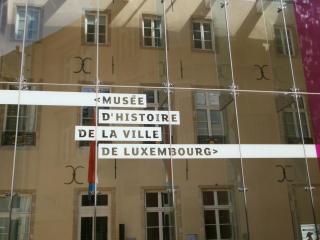 <MUSÉE
D'HISTOIRE
DE LA VILLE
DE LUXEMBOURG>